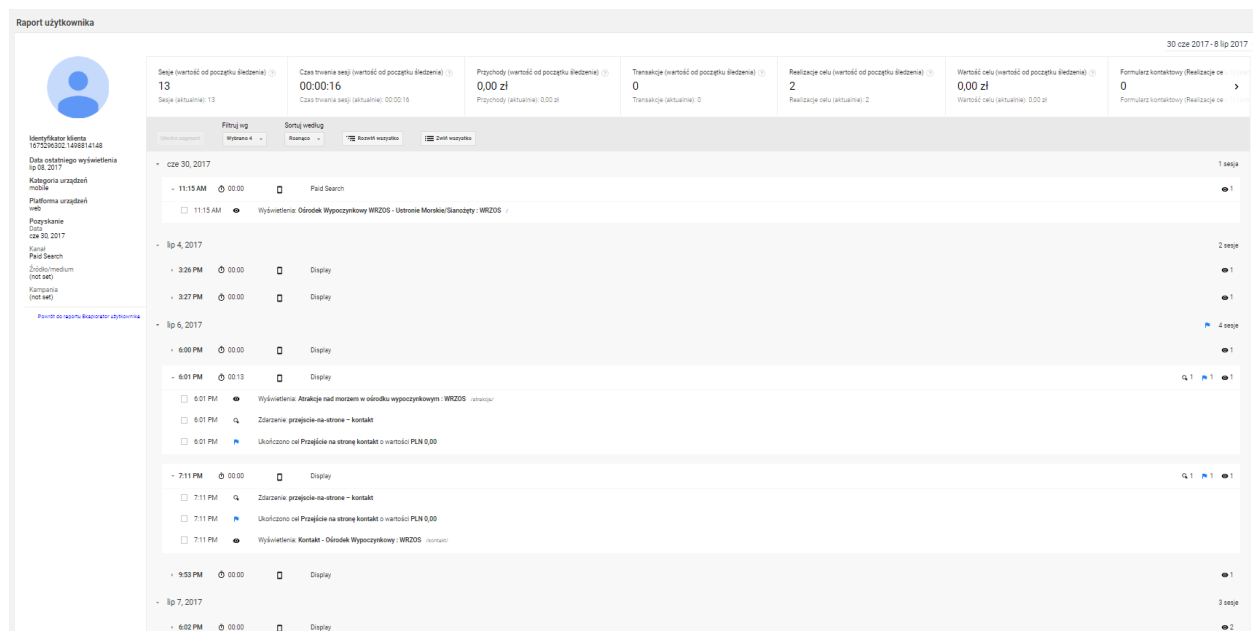 Raport użytkownika
30 cze 2017 - 8 lip 2017
Sesje (wartość od początku śledzenia)
13
Sesje (aktualnie): 13
Czas trwania sesji (wartość od początku śledzenia)
00:00:16
Czas trwania sesji (aktualnie): 00:00:16
Przychody (wartość od początku śledzenia)
0,00 zł
Przychody (aktualnie): 0,00 zł
Transakcje (wartość od początku śledzenia)
0
Transakcje (aktualnie): 0
Realizacje celu (wartość od początku śledzenia)
2
Realizacje celu (aktualnie): 2
Wartość celu (wartość od początku śledzenia)
0,00 zł
Wartość celu (aktualnie): 0,00 zł
Formularz kontaktowy (Realizacje ce
0
Formularz kontaktowy (Realizacje ce
Identyfikator klienta
1675296302.1498814148
Data ostatniego wyświetlenia
lip 08, 2017
Kategoria urządzeń
mobile
Platforma urządzeń
web
Pozyskanie
Data
cze 30, 2017
Kanał
Paid Search
Źródło/medium
(not set)
Kampania
(not set)
Powrót do raportu Eksplorator użytkownika
Utwórz segment
Filtruj wg
Wybrano 4
Sortuj według
Rosnąco
Rozwiń wszystko
Zwiń wszystko
cze 30, 2017 1 sesja
11:15 AM 00:00 Paid Search 1
11:15 AM Wyświetlenia: Ośrodek Wypoczynkowy WRZOS - Ustronie Morskie/Sianożęty : WRZOS /
lip 4, 2017 2 sesje
3:26 PM 00:00 Display 1
3:27 PM 00:00 Display 1
lip 6, 2017 4 sesje
6:00 PM 00:00 Display 1
6:01 PM 00:13 Display 1 1 1
6:01 PM Wyświetlenia: Atrakcje nad morzem w ośrodku wypoczynkowym : WRZOS /atrakcje/
6:01 PM Zdarzenie: przejscie-na-strone – kontakt
6:01 PM Ukończono cel Przejście na stronę kontakt o wartości PLN 0,00
7:11 PM 00:00 Display 1 1 1
7:11 PM Zdarzenie: przejscie-na-strone – kontakt
7:11 PM Ukończono cel Przejście na stronę kontakt o wartości PLN 0,00
7:11 PM Wyświetlenia: Kontakt - Ośrodek Wypoczynkowy : WRZOS /kontakt/
9:53 PM 00:00 Display 1
lip 7, 2017 3 sesje
6:02 PM 00:00 Display 2